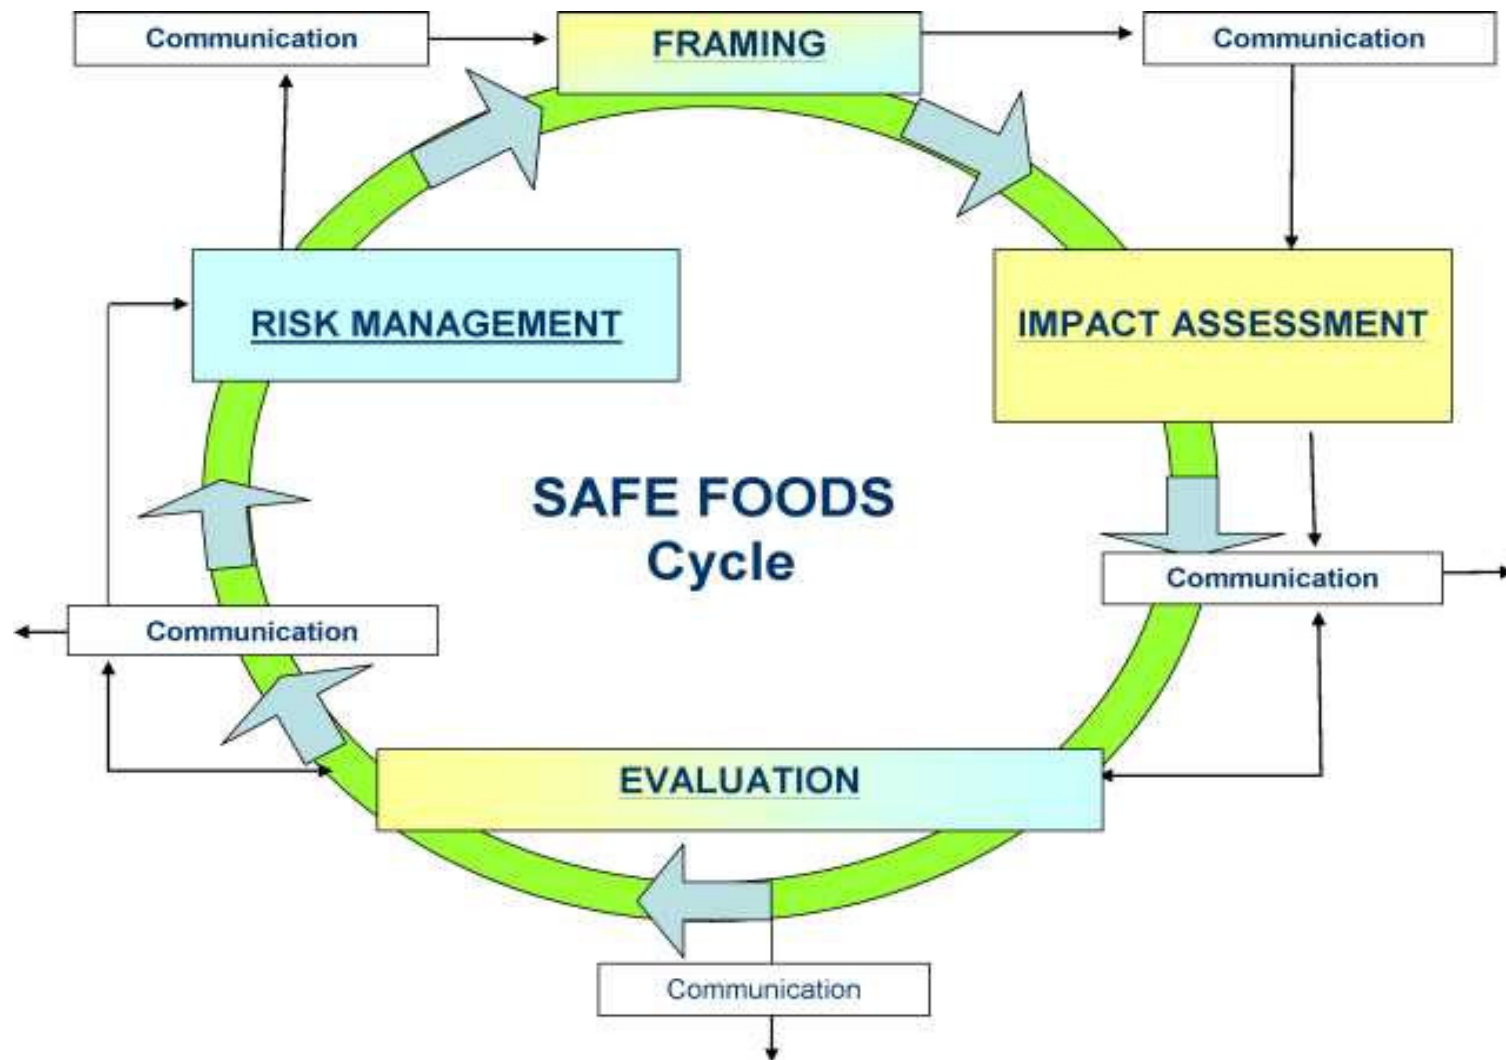 Communication
FRAMING
Communication
RISK MANAGEMENT
IMPACT ASSESSMENT
SAFE FOODS
Cycle
Communication
Communication
EVALUATION
Communication